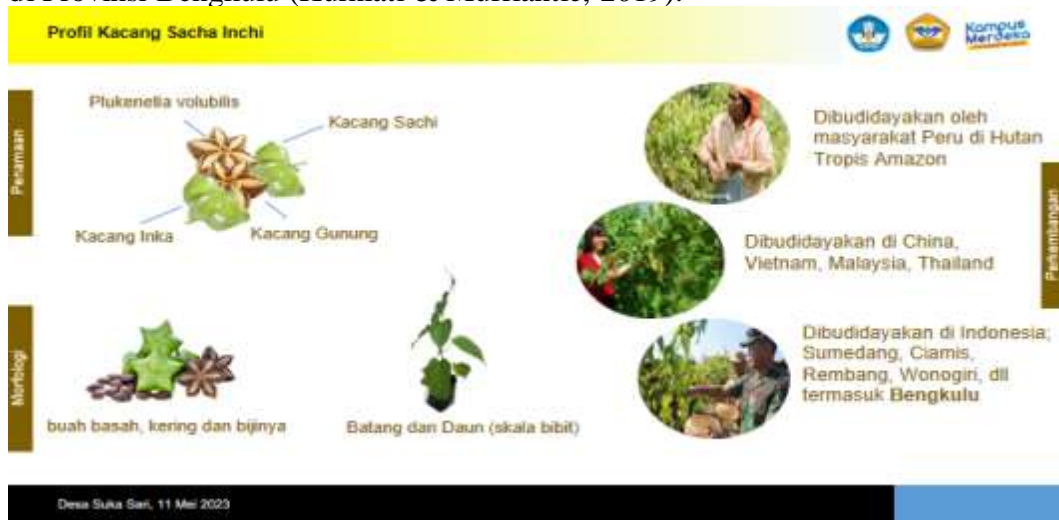 Profil Kacang Sacha Inchi
Kampus
Merdeka
Penamaan
Plukenetia volubilis
Kacang Sachi
Kacang Inka
Kacang Gunung
Morfologi
buah basah, kering dan bijinya
Batang dan Daun (skala bibit)
Perkembangan
Dibudidayakan oleh
masyarakat Peru di Hutan
Tropis Amazon
Dibudidayakan di China,
Vietnam, Malaysia, Thailand
Dibudidayakan di Indonesia;
Sumedang, Ciamis,
Rembang, Wonogiri, dll
termasuk Bengkulu
Desa Suka Sari, 11 Mei 2023